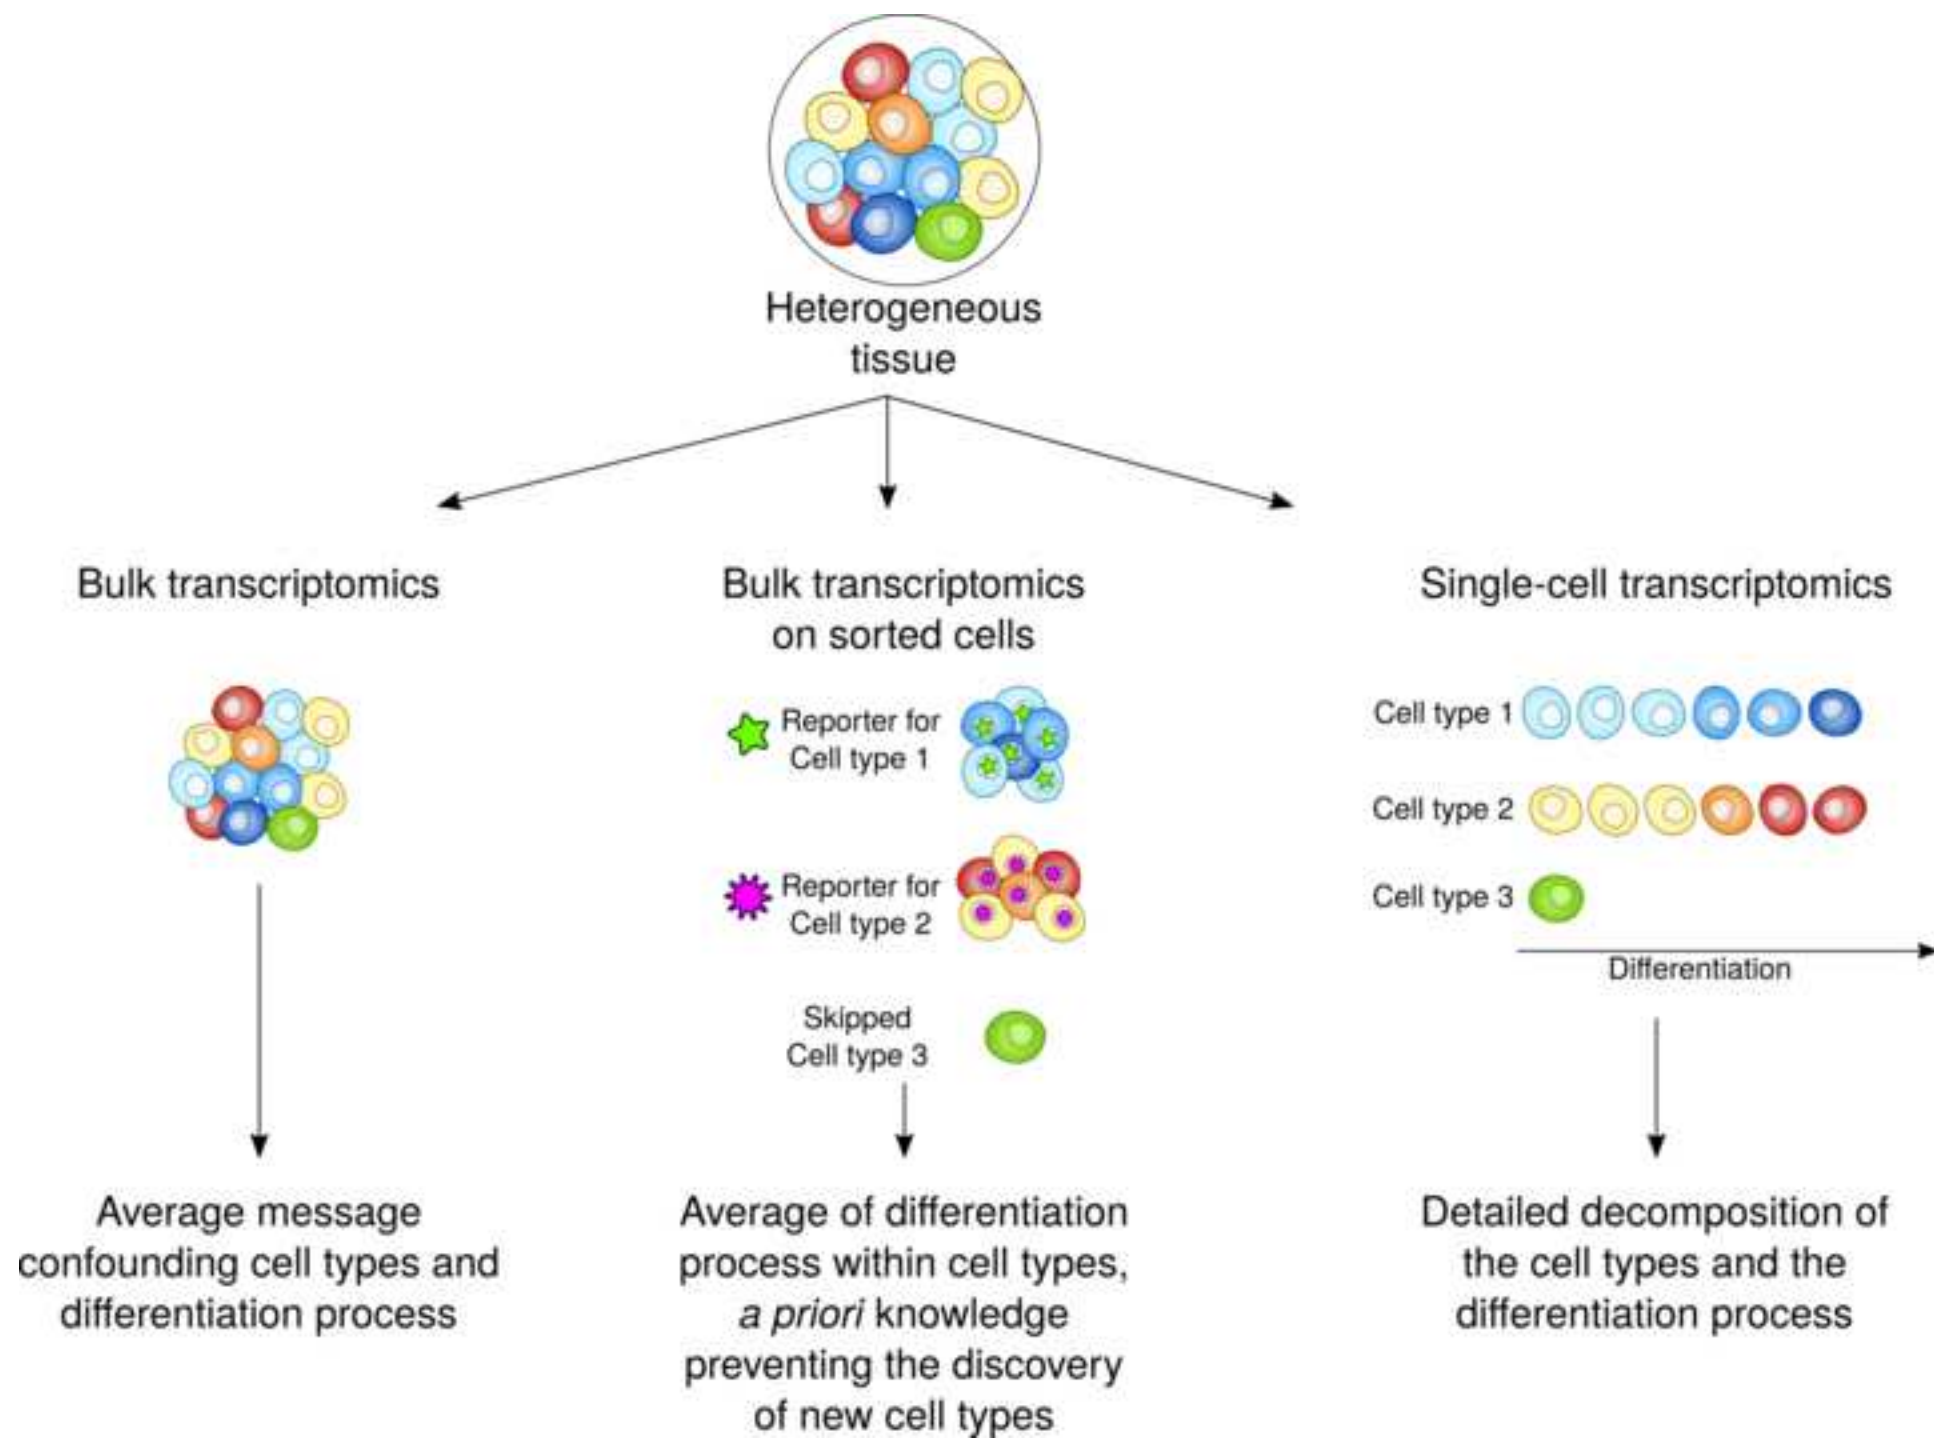 Heterogeneous
tissue
Bulk transcriptomics
Average message
confounding cell types and
differentiation process
Bulk transcriptomics
on sorted cells
Reporter for
Cell type 1
Reporter for
Cell type 2
Skipped
Cell type 3
Average of differentiation
process within cell types,
a priori knowledge
preventing the discovery
of new cell types
Single-cell transcriptomics
Cell type 1
Cell type 2
Cell type 3
Differentiation
Detailed decomposition of
the cell types and the
differentiation process